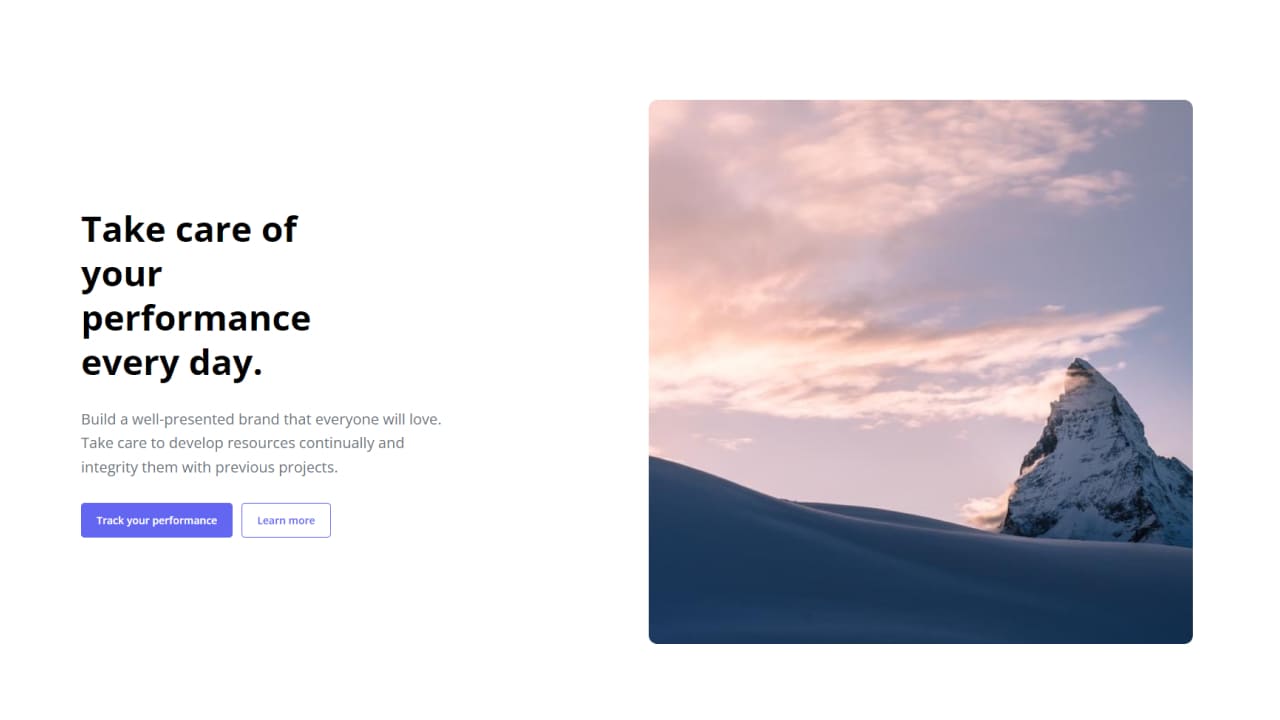 Take care of
your
performance
every day.
Build a well-presented brand that everyone will love.
Take care to develop resources continually and
integrity them with previous projects.
Track your performance
Learn more